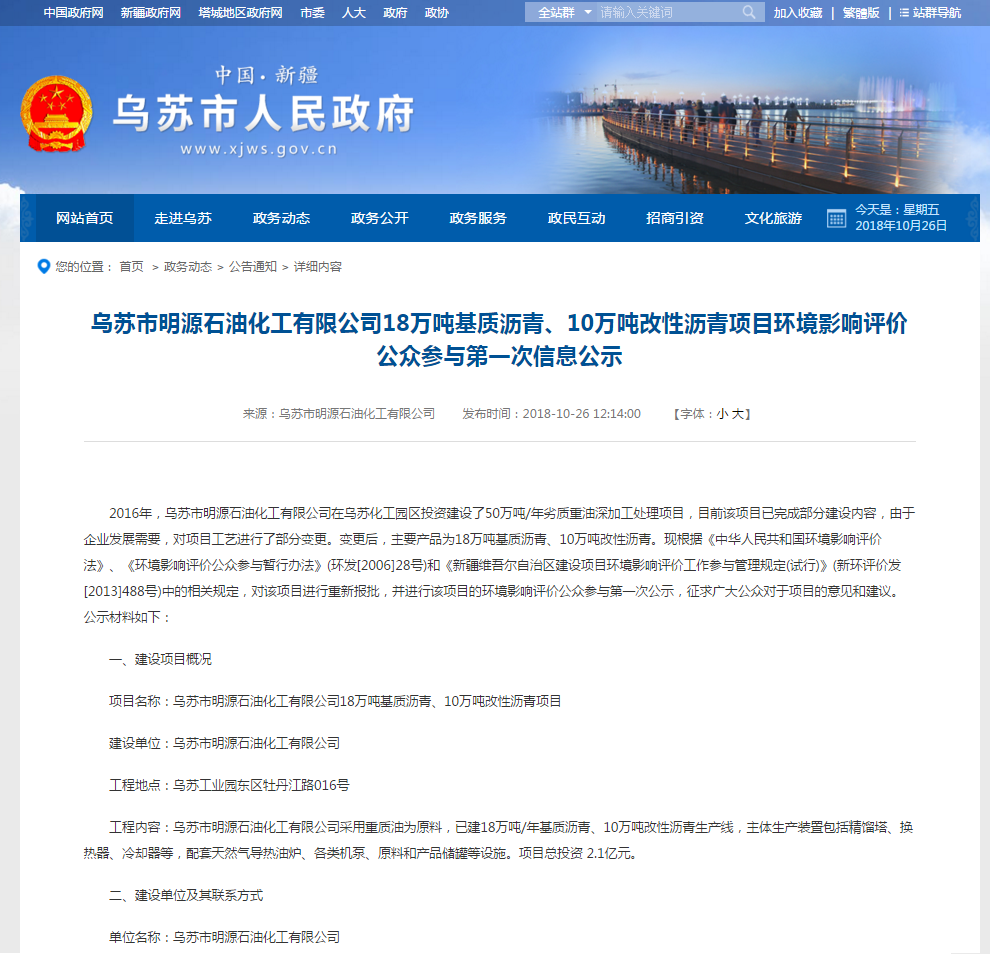 中国政府网 新疆政府网 塔城地区政府网 市委 人大 政府 政协 全站群 请输入关键词 加入收藏 | 繁體版 | 站群导航
中国·新疆
乌苏市人民政府
www.xjws.gov.cn
网站首页 走进乌苏 政务动态 政务公开 政务服务 政民互动 招商引资 文化旅游 今天是：星期五
2018年10月26日
您的位置： 首页 > 政务动态 > 公告通知 > 详细内容
乌苏市明源石油化工有限公司18万吨基质沥青、10万吨改性沥青项目环境影响评价
公众参与第一次信息公示
来源：乌苏市明源石油化工有限公司 发布时间：2018-10-26 12:14:00 【字体：小 大】
2016年，乌苏市明源石油化工有限公司在乌苏化工园区投资建设了50万吨/年劣质重油深加工处理项目，目前该项目已完成部分建设内容，由于
企业发展需要，对项目工艺进行了部分变更。变更后，主要产品为18万吨基质沥青、10万吨改性沥青。现根据《中华人民共和国环境影响评价
法》、《环境影响评价公众参与暂行办法》(环发[2006]28号)和《新疆维吾尔自治区建设项目环境影响评价工作参与管理规定(试行)》(新环评价发
[2013]488号)中的相关规定，对该项目进行重新报批，并进行该项目的环境影响评价公众参与第一次公示，征求广大公众对于项目的意见和建议。
公示材料如下：
一、建设项目概况
项目名称：乌苏市明源石油化工有限公司18万吨基质沥青、10万吨改性沥青项目
建设单位：乌苏市明源石油化工有限公司
工程地点：乌苏工业园东区牡丹江路016号
工程内容：乌苏市明源石油化工有限公司采用重质油为原料，已建18万吨/年基质沥青、10万吨改性沥青生产线，主体生产装置包括精馏塔、换
热器、冷却器等，配套天然气导热油炉、各类机泵、原料和产品储罐等设施。项目总投资 2.1亿元。
二、建设单位及其联系方式
单位名称：乌苏市明源石油化工有限公司